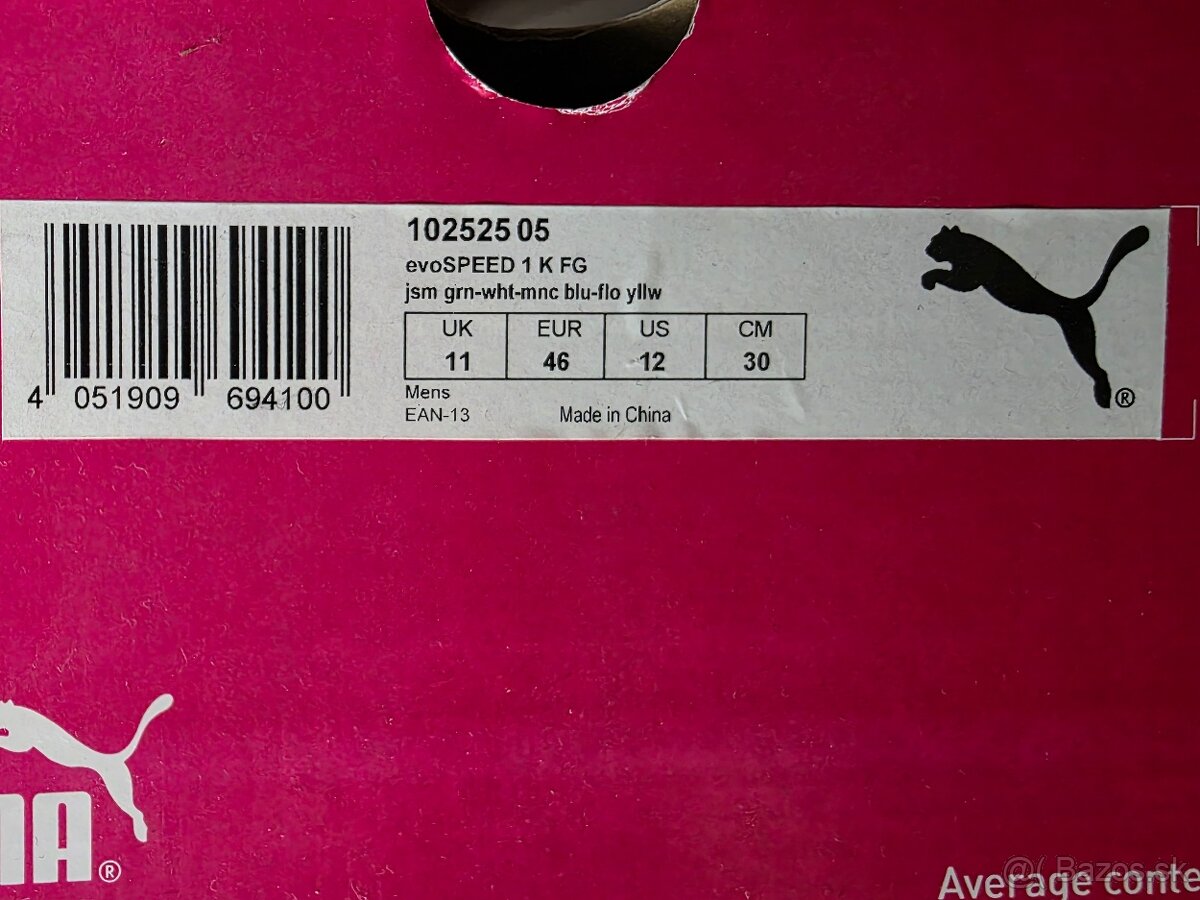 102525 05
evoSPEED 1 K FG
jsm grn-wht-mnc blu-flo yllw
UK EUR US CM
11 46 12 30
4 051909 694100
Mens
EAN-13 Made in China
®
®
Average
Bazos.sk